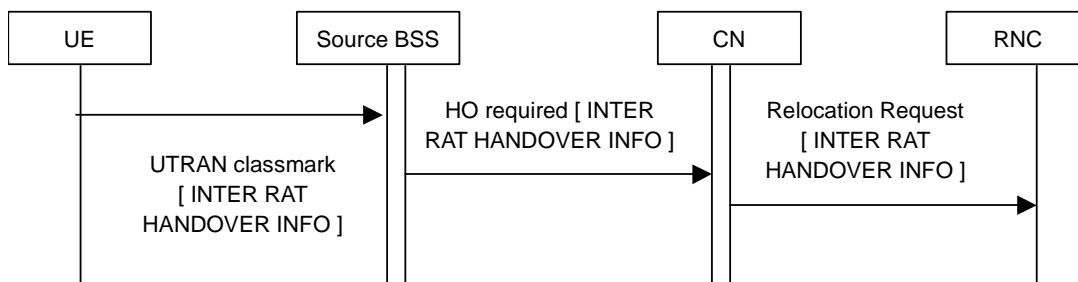 UE
Source BSS
CN
RNC
HO required [ INTER
RAT HANDOVER INFO ]
Relocation Request
[ INTER RAT
HANDOVER INFO ]
UTRAN classmark
[ INTER RAT
HANDOVER INFO ]